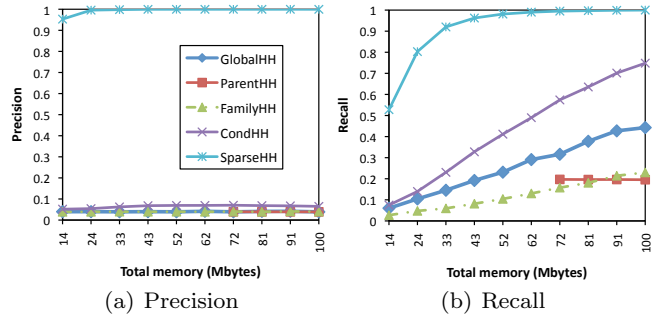 1
0.9
0.8
0.7
0.6
0.5
0.4
0.3
0.2
0.1
0
Precision
GlobalHH
ParentHH
FamilyHH
CondHH
SparseHH
14 24 33 43 52 62 72 81 91 100
Total memory (Mbytes)
(a) Precision
1
0.9
0.8
0.7
0.6
0.5
0.4
0.3
0.2
0.1
0
Recall
14 24 33 43 52 62 72 81 91 100
Total memory (Mbytes)
(b) Recall